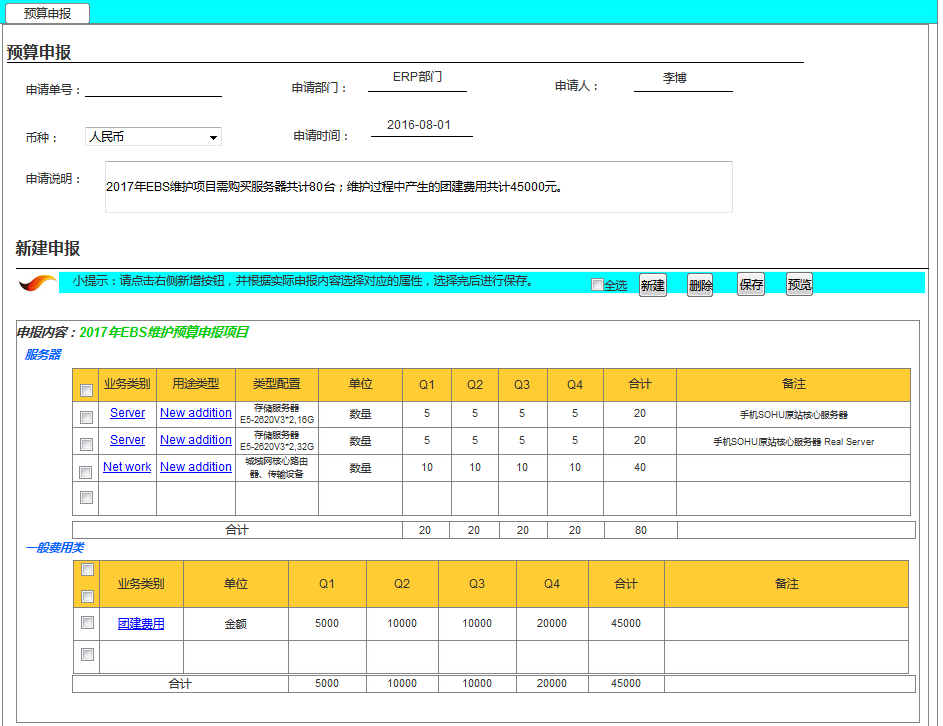 预算申报
预算申报
申请单号：
申请部门： ERP部门
申请人： 李博
币种： 人民币
申请时间： 2016-08-01
申请说明： 2017年EBS维护项目需购买服务器共计80台；维护过程中产生的团建费用共计45000元。
新建申报
小提示：请点击右侧新增按钮，并根据实际申报内容选择对应的属性，选择完后进行保存。 全选 新建 删除 保存 预览
申报内容：2017年EBS维护预算申报项目
服务器
业务类别 用途类型 类型配置 单位 Q1 Q2 Q3 Q4 合计 备注
Server New addition 存储服务器 数量 5 5 5 5 20 手机SOHU原站核心服务器
E5-2620V3*2,16G
Server New addition 存储服务器 数量 5 5 5 5 20 手机SOHU原站核心服务器 Real Server
E5-2620V3*2,32G
Net work New addition 城域网核心路由 数量 10 10 10 10 40
器、传输设备
合计 20 20 20 20 80
一般费用类
业务类别 单位 Q1 Q2 Q3 Q4 合计 备注
团建费用 金额 5000 10000 10000 20000 45000
合计 5000 10000 10000 20000 45000